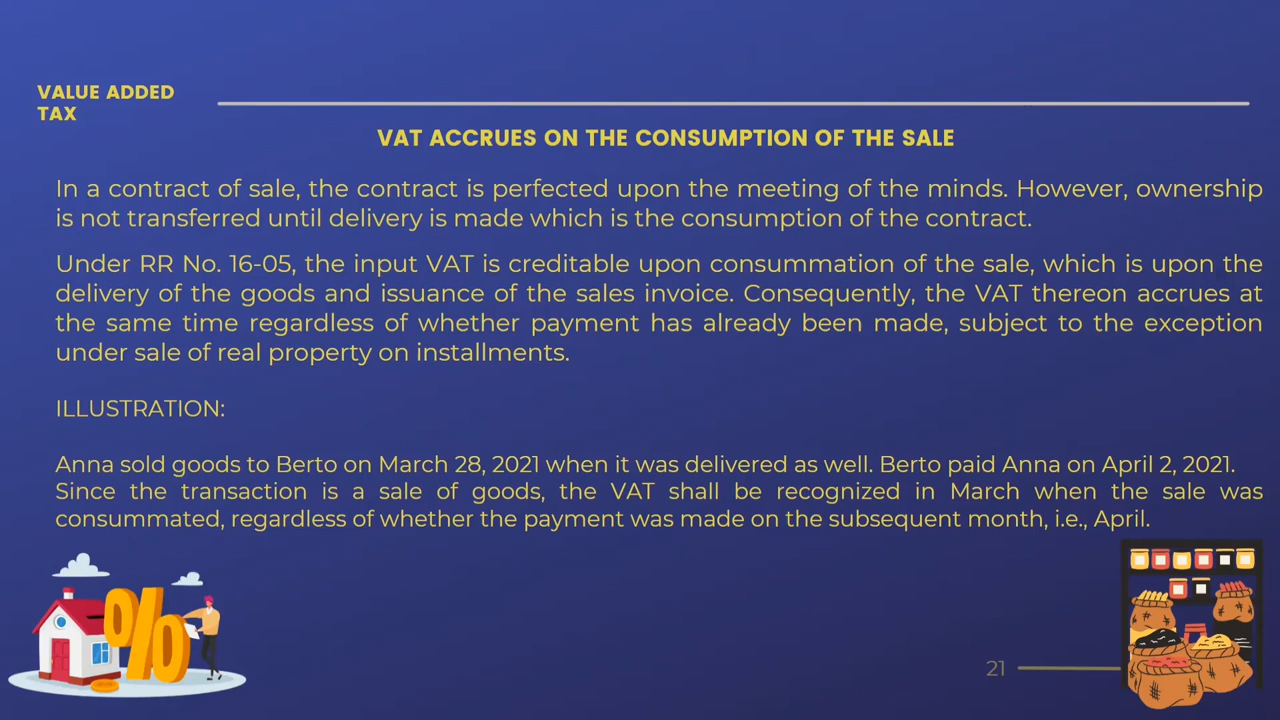 VALUE ADDED
TAX
VAT ACCRUES ON THE CONSUMPTION OF THE SALE
In a contract of sale, the contract is perfected upon the meeting of the minds. However, ownership
is not transferred until delivery is made which is the consumption of the contract.
Under RR No. 16-05, the input VAT is creditable upon consummation of the sale, which is upon the
delivery of the goods and issuance of the sales invoice. Consequently, the VAT thereon accrues at
the same time regardless of whether payment has already been made, subject to the exception
under sale of real property on installments.
ILLUSTRATION:
Anna sold goods to Berto on March 28, 2021 when it was delivered as well. Berto paid Anna on April 2, 2021.
Since the transaction is a sale of goods, the VAT shall be recognized in March when the sale was
consummated, regardless of whether the payment was made on the subsequent month, i.e., April.
%
21